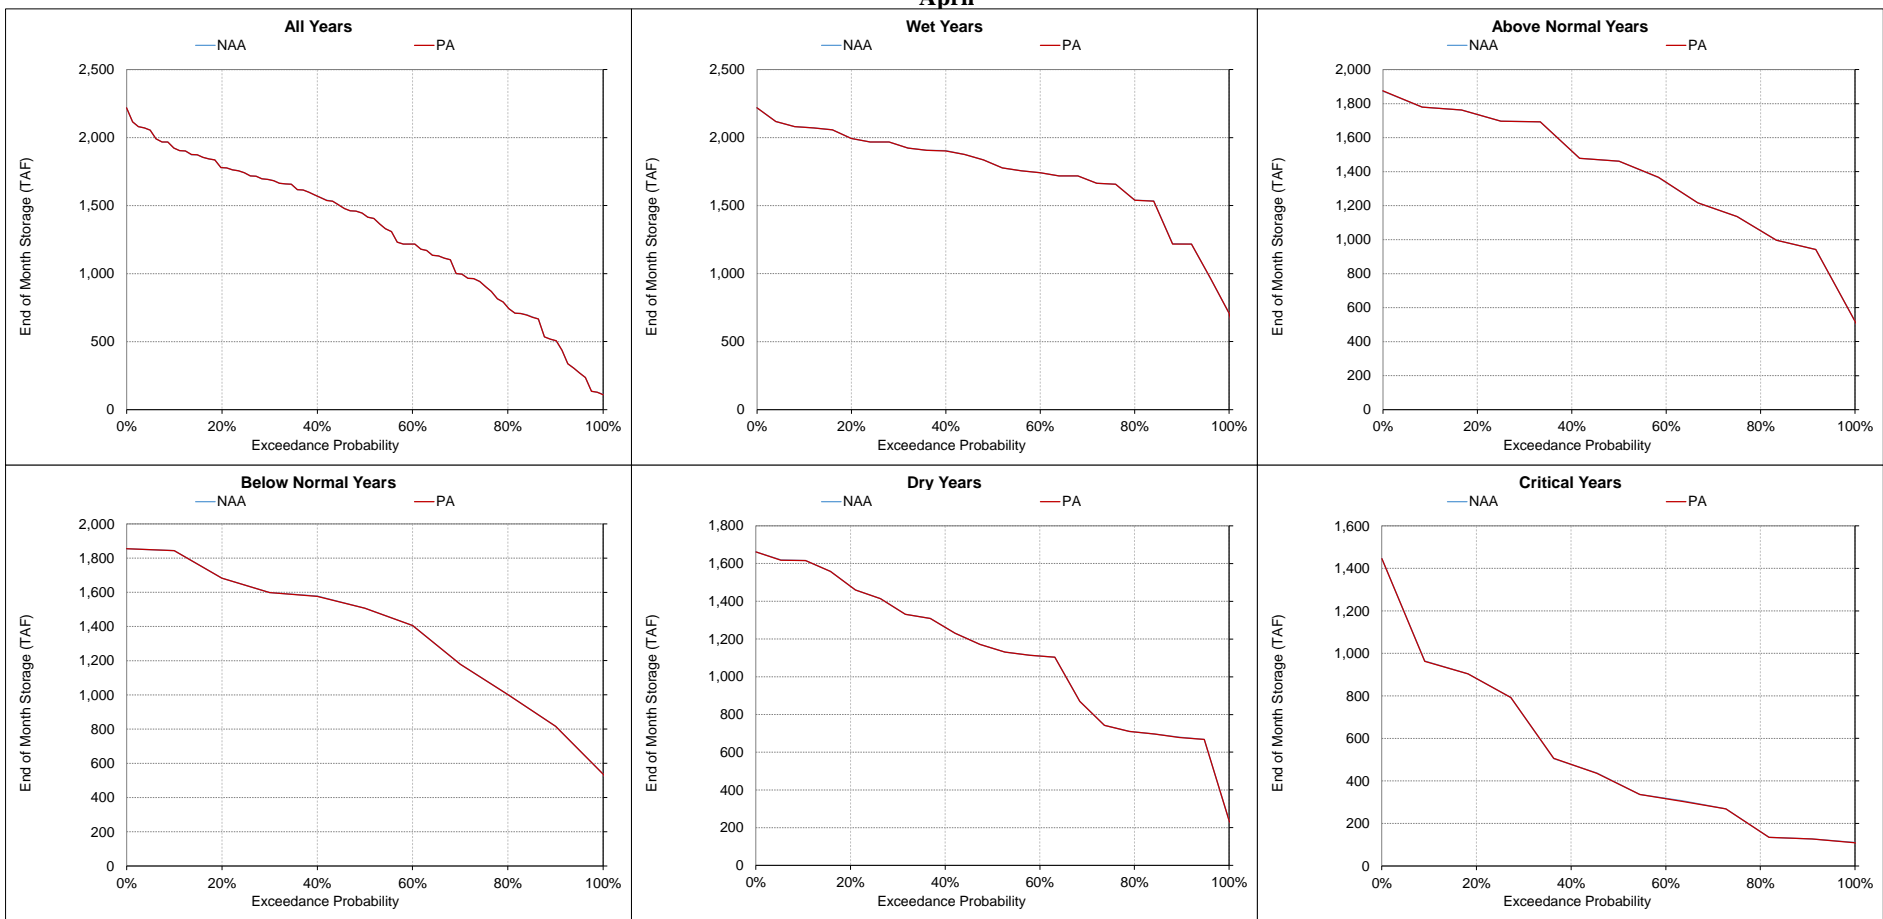 April
All Years
NAA PA
End of Month Storage (TAF)
2,500
2,000
1,500
1,000
500
0
0% 20% 40% 60% 80% 100%
Exceedance Probability
Wet Years
NAA PA
End of Month Storage (TAF)
2,500
2,000
1,500
1,000
500
0
0% 20% 40% 60% 80% 100%
Exceedance Probability
Above Normal Years
NAA PA
End of Month Storage (TAF)
2,000
1,800
1,600
1,400
1,200
1,000
800
600
400
200
0
0% 20% 40% 60% 80% 100%
Exceedance Probability
Below Normal Years
NAA PA
End of Month Storage (TAF)
2,000
1,800
1,600
1,400
1,200
1,000
800
600
400
200
0
0% 20% 40% 60% 80% 100%
Exceedance Probability
Dry Years
NAA PA
End of Month Storage (TAF)
1,800
1,600
1,400
1,200
1,000
800
600
400
200
0
0% 20% 40% 60% 80% 100%
Exceedance Probability
Critical Years
NAA PA
End of Month Storage (TAF)
1,600
1,400
1,200
1,000
800
600
400
200
0
0% 20% 40% 60% 80% 100%
Exceedance Probability